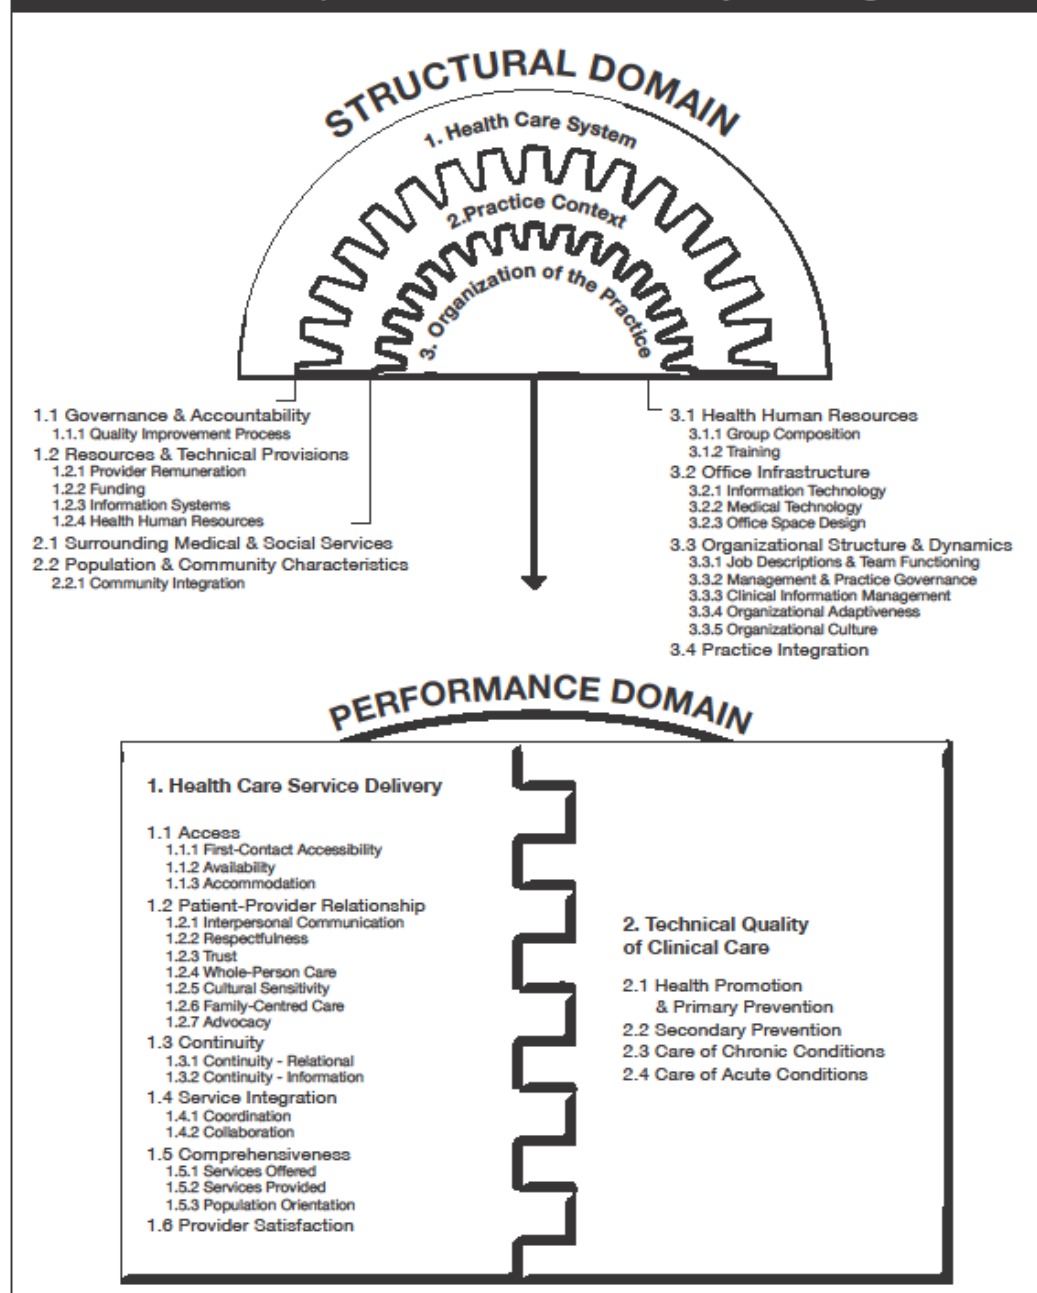 STRUCTURAL DOMAIN
1. Health Care System
2.Practice Context
3. Organization of the Practice
1.1 Governance & Accountability
1.1.1 Quality Improvement Process
1.2 Resources & Technical Provisions
1.2.1 Provider Remuneration
1.2.2 Funding
1.2.3 Information Systems
1.2.4 Health Human Resources
2.1 Surrounding Medical & Social Services
2.2 Population & Community Characteristics
2.2.1 Community Integration
3.1 Health Human Resources
3.1.1 Group Composition
3.1.2 Training
3.2 Office Infrastructure
3.2.1 Information Technology
3.2.2 Medical Technology
3.2.3 Office Space Design
3.3 Organizational Structure & Dynamics
3.3.1 Job Descriptions & Team Functioning
3.3.2 Management & Practice Governance
3.3.3 Clinical Information Management
3.3.4 Organizational Adaptiveness
3.3.5 Organizational Culture
3.4 Practice Integration
PERFORMANCE DOMAIN
1. Health Care Service Delivery
1.1 Access
1.1.1 First-Contact Accessibility
1.1.2 Availability
1.1.3 Accommodation
1.2 Patient-Provider Relationship
1.2.1 Interpersonal Communication
1.2.2 Respectfulness
1.2.3 Trust
1.2.4 Whole-Person Care
1.2.5 Cultural Sensitivity
1.2.6 Family-Centred Care
1.2.7 Advocacy
1.3 Continuity
1.3.1 Continuity - Relational
1.3.2 Continuity - Information
1.4 Service Integration
1.4.1 Coordination
1.4.2 Collaboration
1.5 Comprehensiveness
1.5.1 Services Offered
1.5.2 Services Provided
1.5.3 Population Orientation
1.6 Provider Satisfaction
2. Technical Quality
of Clinical Care
2.1 Health Promotion
& Primary Prevention
2.2 Secondary Prevention
2.3 Care of Chronic Conditions
2.4 Care of Acute Conditions